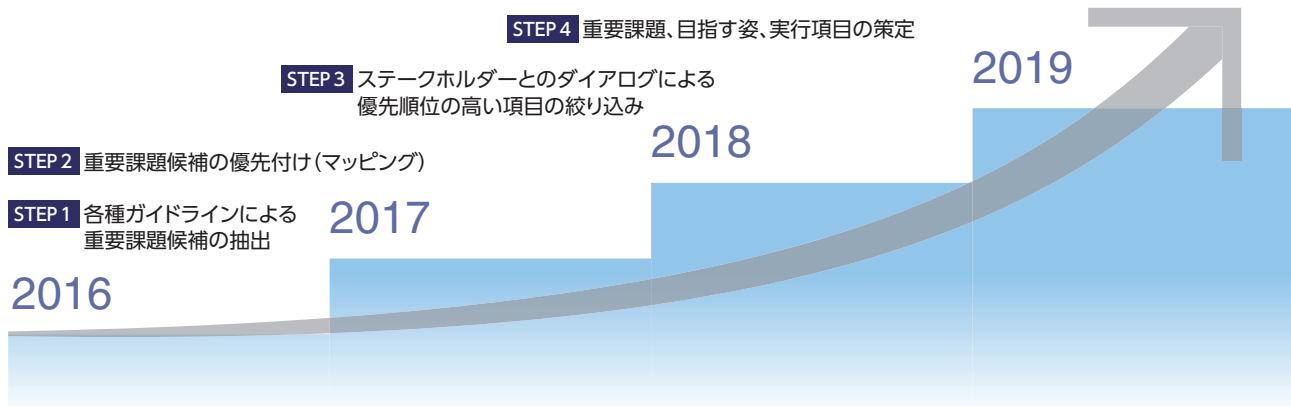 STEP 4 重要課題、目指す姿、実行項目の策定
2019
STEP 3 ステークホルダーとのダイアログによる
優先順位の高い項目の絞り込み
2018
STEP 2 重要課題候補の優先付け(マッピング)
STEP 1 各種ガイドラインによる
重要課題候補の抽出
2017
2016